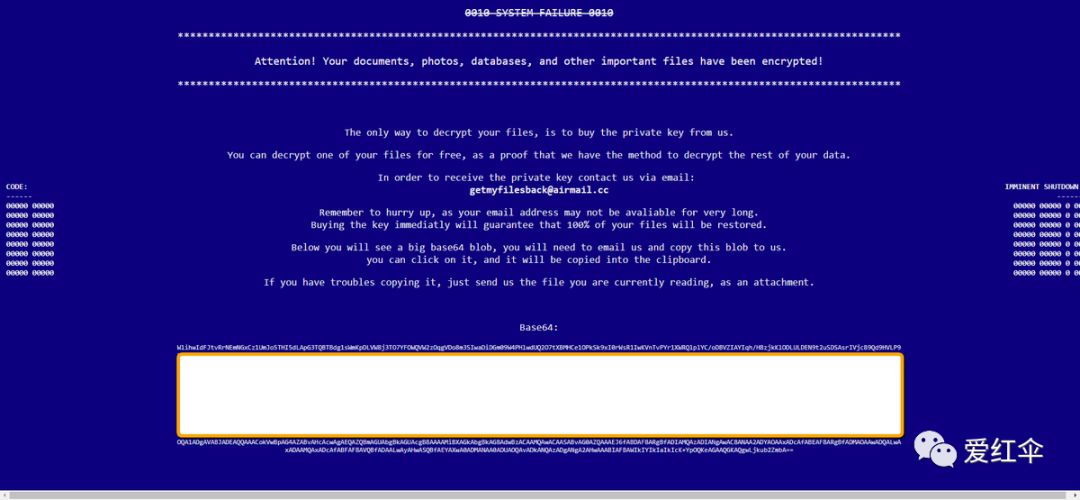 0010 SYSTEM FAILURE 0010
*********************************************************************************************************************
Attention! Your documents, photos, databases, and other important files have been encrypted!
*********************************************************************************************************************
The only way to decrypt your files, is to buy the private key from us.
You can decrypt one of your files for free, as a proof that we have the method to decrypt the rest of your data.
In order to receive the private key contact us via email:
getmyfilesback@airmail.cc
Remember to hurry up, as your email address may not be avaliable for very long.
Buying the key immediatly will guarantee that 100% of your files will be restored.
Below you will see a big base64 blob, you will need to email us and copy this blob to us.
you can click on it, and it will be copied into the clipboard.
If you have troubles copying it, just send us the file you are currently reading, as an attachment.
CODE:
------
00000 00000
00000 00000
00000 00000
00000 00000
00000 00000
00000 00000
00000 00000
00000 00000
IMMINENT SHUTDOWN
------
00000 00000 0 00
00000 00000 0 00
00000 00000 0 00
00000 00000 0 00
00000 00000 0 00
00000 00000 0 00
00000 00000 0 00
00000 00000 0 00
Base64:
爱红伞